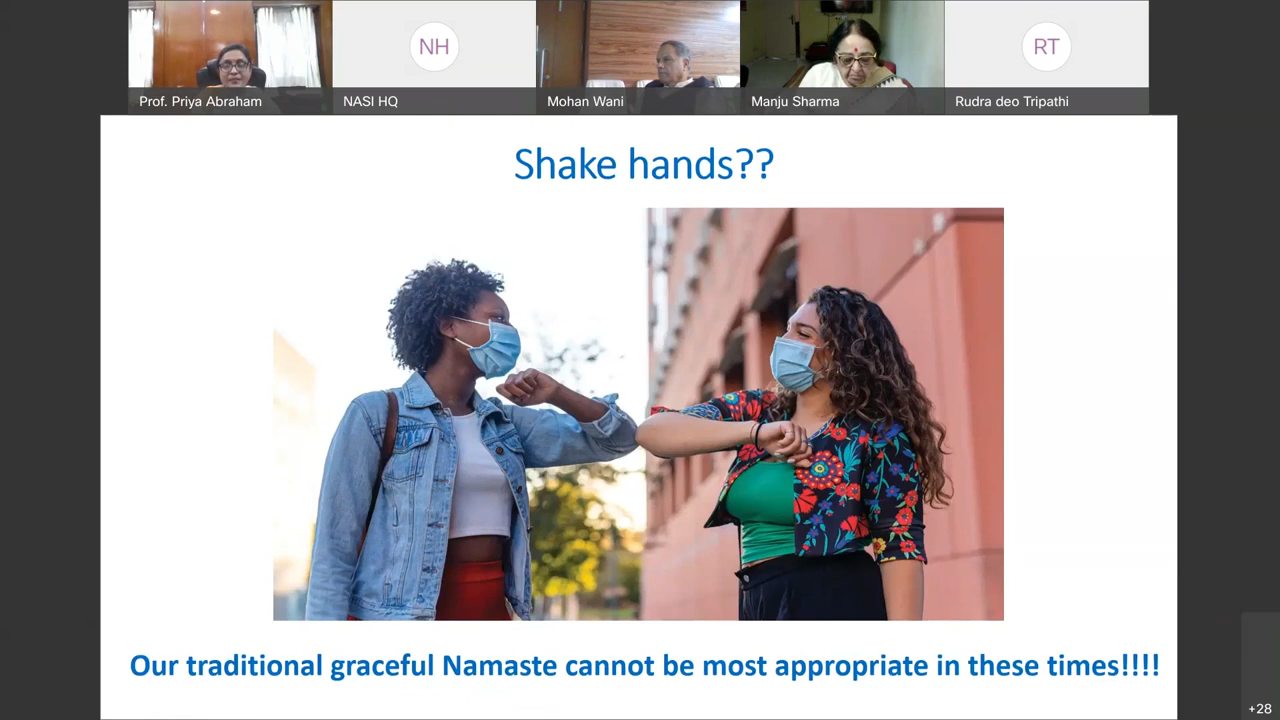 NH
RT
Prof. Priya Abraham
NASI HQ
Mohan Wani
Manju Sharma
Rudra deo Tripathi
Shake hands??
Our traditional graceful Namaste cannot be most appropriate in these times!!!!
+28